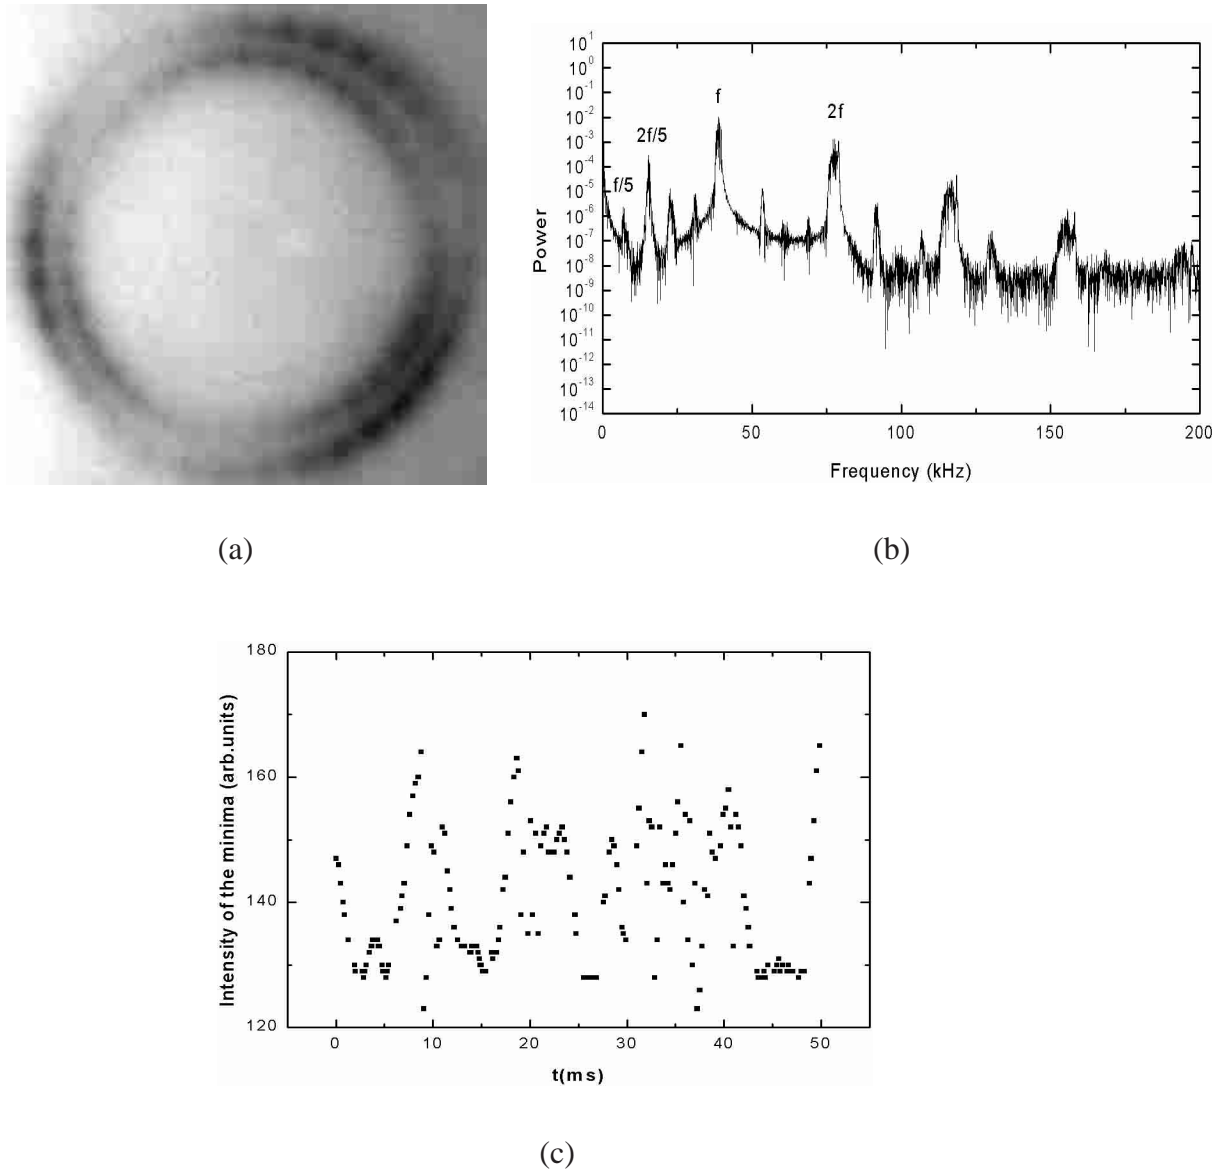 10^1
10^0
10^-1
10^-2
10^-3
10^-4
10^-5
10^-6
10^-7
10^-8
10^-9
10^-10
10^-11
10^-12
10^-13
10^-14
Power
f
2f
2f/5
f/5
0 50 100 150 200
Frequency (kHz)
(a) (b)
180
160
140
120
Intensity of the minima (arb.units)
0 10 20 30 40 50
t(ms)
(c)